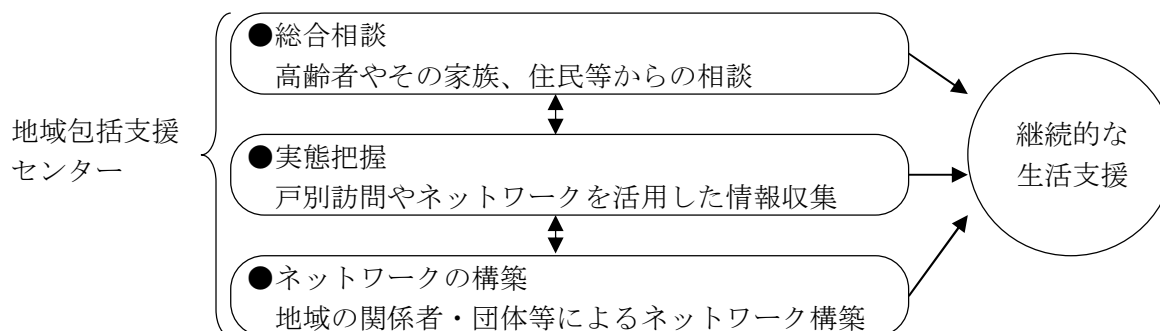 地域包括支援
センター
●総合相談
高齢者やその家族、住民等からの相談
●実態把握
戸別訪問やネットワークを活用した情報収集
●ネットワークの構築
地域の関係者・団体等によるネットワーク構築
継続的な
生活支援